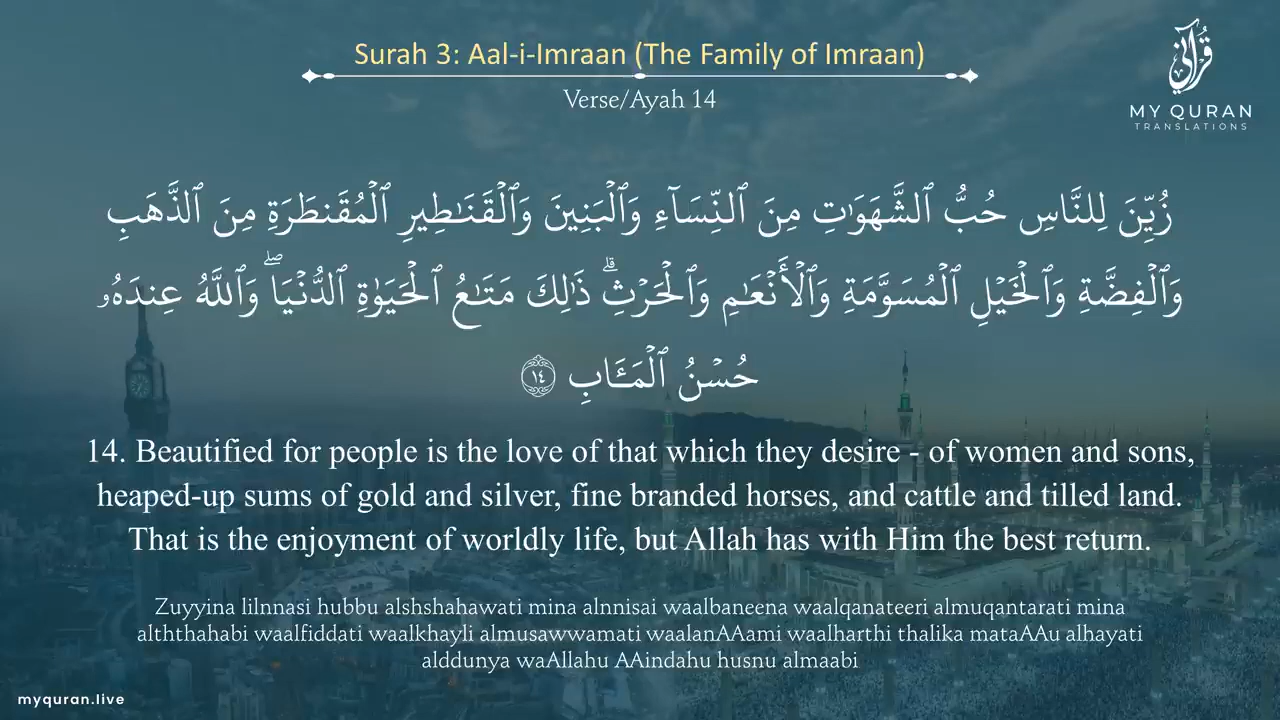 Surah 3: Aal-i-Imraan (The Family of Imraan)
Verse/Ayah 14
قرآني
MY QURAN
TRANSLATIONS
زُيِّنَ لِلنَّاسِ حُبُّ ٱلشَّهَوَٰتِ مِنَ ٱلنِّسَآءِ وَٱلْبَنِينَ وَٱلْقَنَـٰطِيرِ ٱلْمُقَنطَرَةِ مِنَ ٱلذَّهَبِ
وَٱلْفِضَّةِ وَٱلْخَيْلِ ٱلْمُسَوَّمَةِ وَٱلْأَنْعَـٰمِ وَٱلْحَرْثِ ۗ ذَٰلِكَ مَتَـٰعُ ٱلْحَيَوٰةِ ٱلدُّنْيَا ۖ وَٱللَّهُ عِندَهُۥ
حُسْنُ ٱلْمَـَٔابِ ١٤
14. Beautified for people is the love of that which they desire - of women and sons,
heaped-up sums of gold and silver, fine branded horses, and cattle and tilled land.
That is the enjoyment of worldly life, but Allah has with Him the best return.
Zuyyina lilnnasi hubbu alshshahawati mina alnnisai waalbaneena waalqanateeri almuqantarati mina
alththahabi waalfiddati waalkhayli almusawwamati waalanAAami waalharthi thalika mataAAu alhayati
alddunya waAllahu AAindahu husnu almaabi
myquran.live